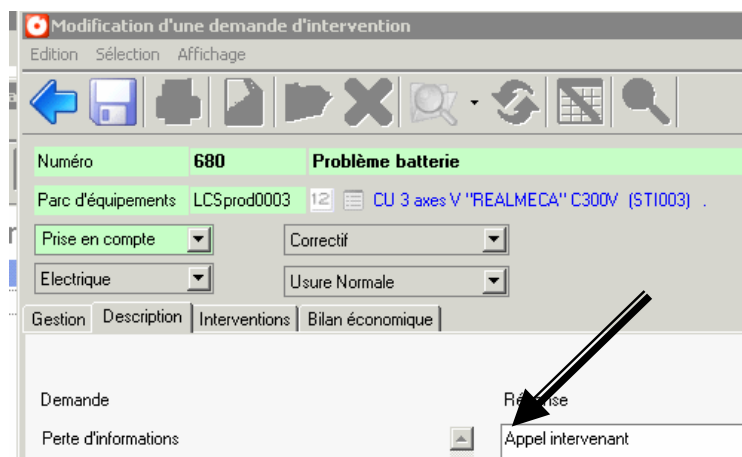 Modification d'une demande d'intervention
Edition Sélection Affichage
Numéro 680 Problème batterie
Parc d'équipements LCSprod0003 12 CU 3 axes V "REALMECA" C300V (STI003) .
Prise en compte Correctif
Electrique Usure Normale
Gestion Description Interventions Bilan économique
Demande
Perte d'informations Appel intervenant